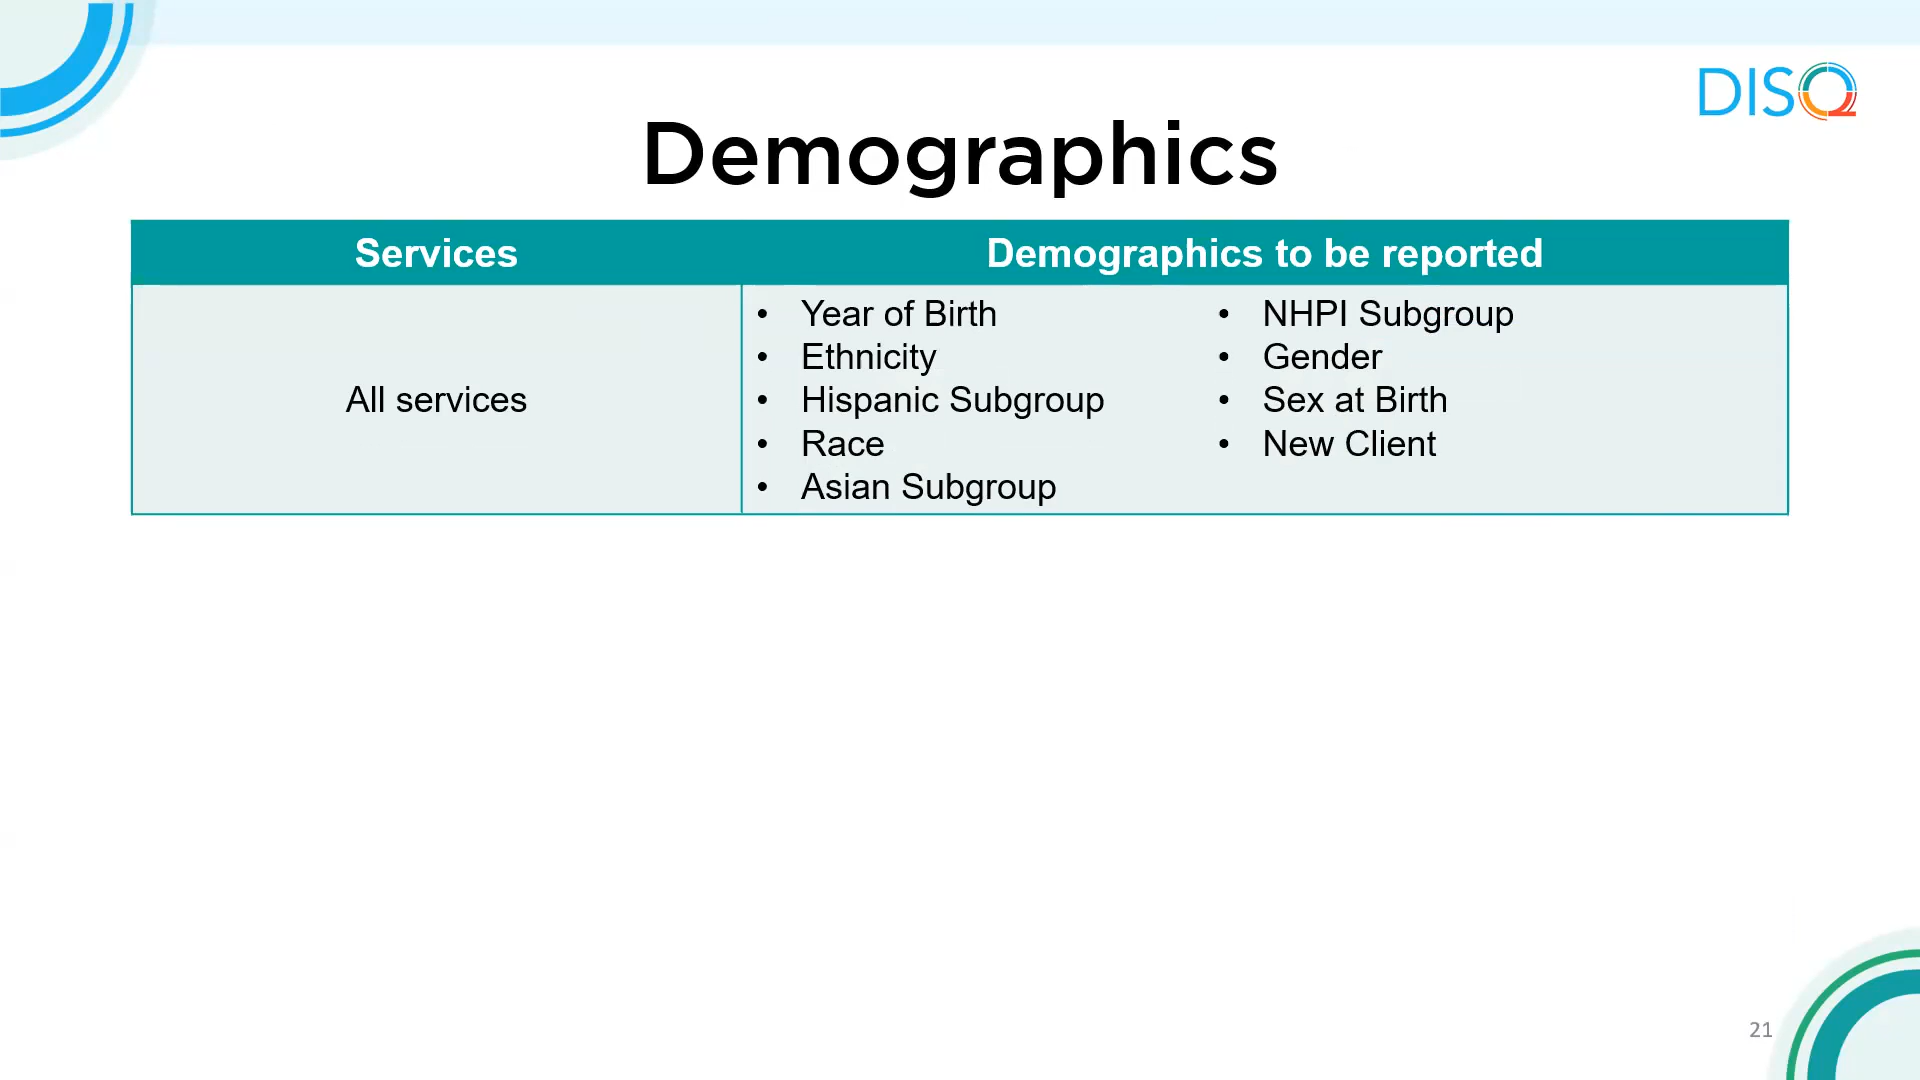 DISQ
Demographics
Services
Demographics to be reported
All services
• Year of Birth
• Ethnicity
• Hispanic Subgroup
• Race
• Asian Subgroup
• NHPI Subgroup
• Gender
• Sex at Birth
• New Client
21